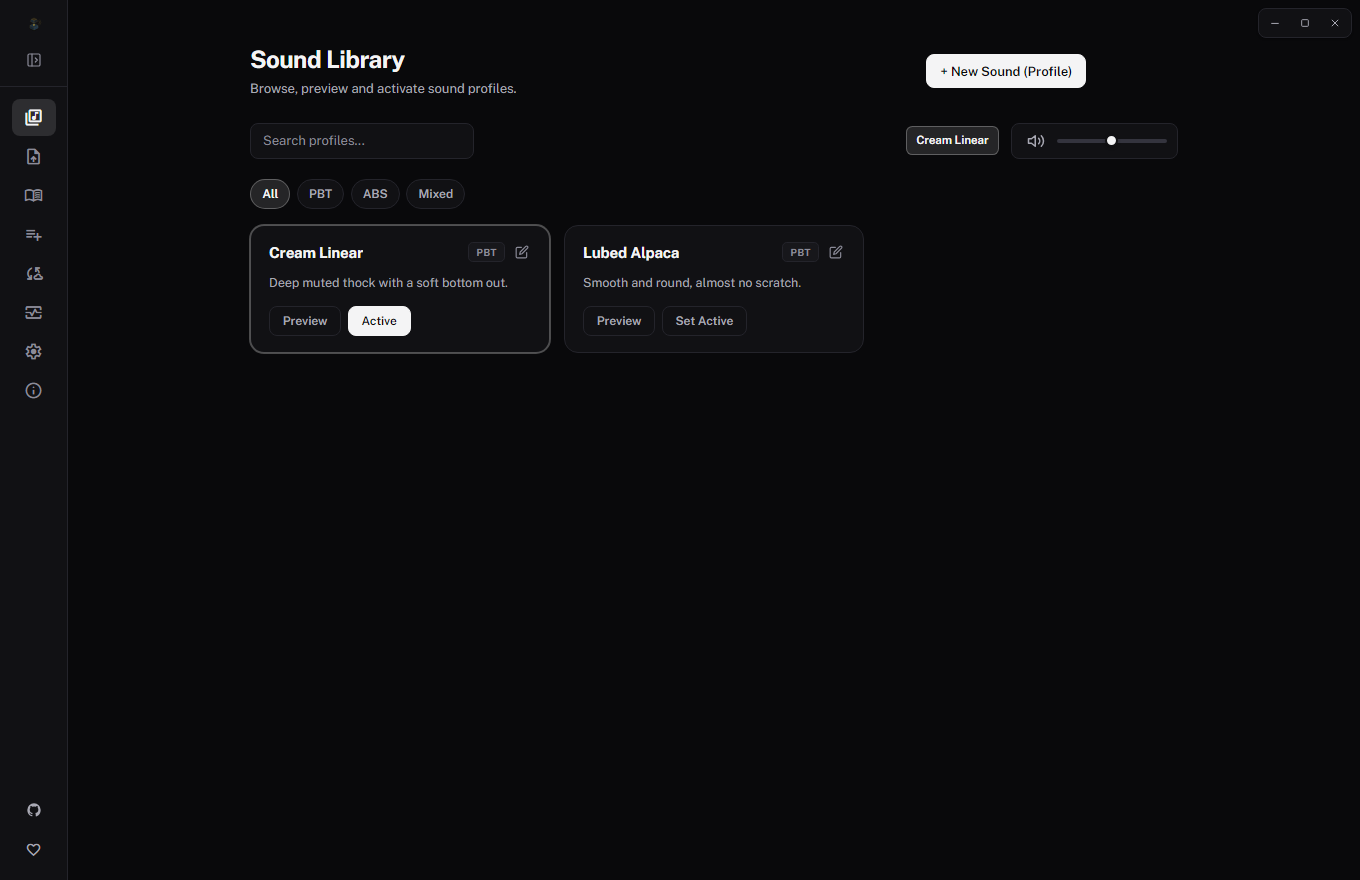 Sound Library
+ New Sound (Profile)
Browse, preview and activate sound profiles.
Search profiles...
Cream Linear
All
PBT
ABS
Mixed
Cream Linear
PBT
Deep muted thock with a soft bottom out.
Preview
Active
Lubed Alpaca
PBT
Smooth and round, almost no scratch.
Preview
Set Active